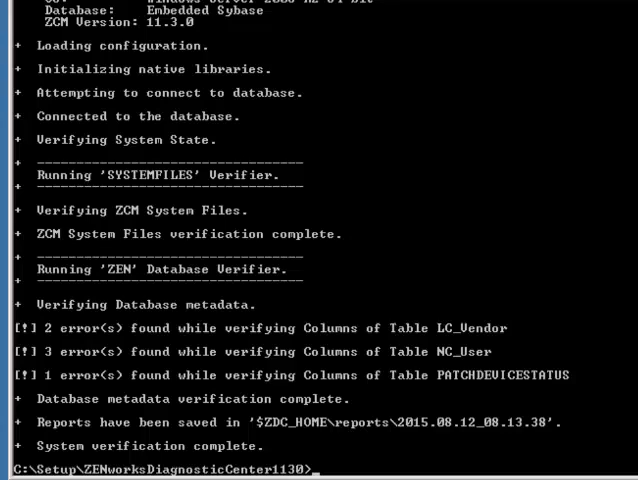 Database: Embedded Sybase
ZCM Version: 11.3.0
+ Loading configuration.
+ Initializing native libraries.
+ Attempting to connect to database.
+ Connected to the database.
+ Verifying System State.
+ ----------------------------------
Running 'SYSTEMFILES' Verifier.
+ ----------------------------------
+ Verifying ZCM System Files.
+ ZCM System Files verification complete.
+ ----------------------------------
Running 'ZEN' Database Verifier.
+ ----------------------------------
+ Verifying Database metadata.
[!] 2 error(s) found while verifying Columns of Table LC_Vendor
[!] 3 error(s) found while verifying Columns of Table NC_User
[!] 1 error(s) found while verifying Columns of Table PATCHDEVICESTATUS
+ Database metadata verification complete.
+ Reports have been saved in '$ZDC_HOME\reports\2015.08.12_08.13.38'.
+ System verification complete.
C:\Setup\ZENworksDiagnosticCenter1130>_